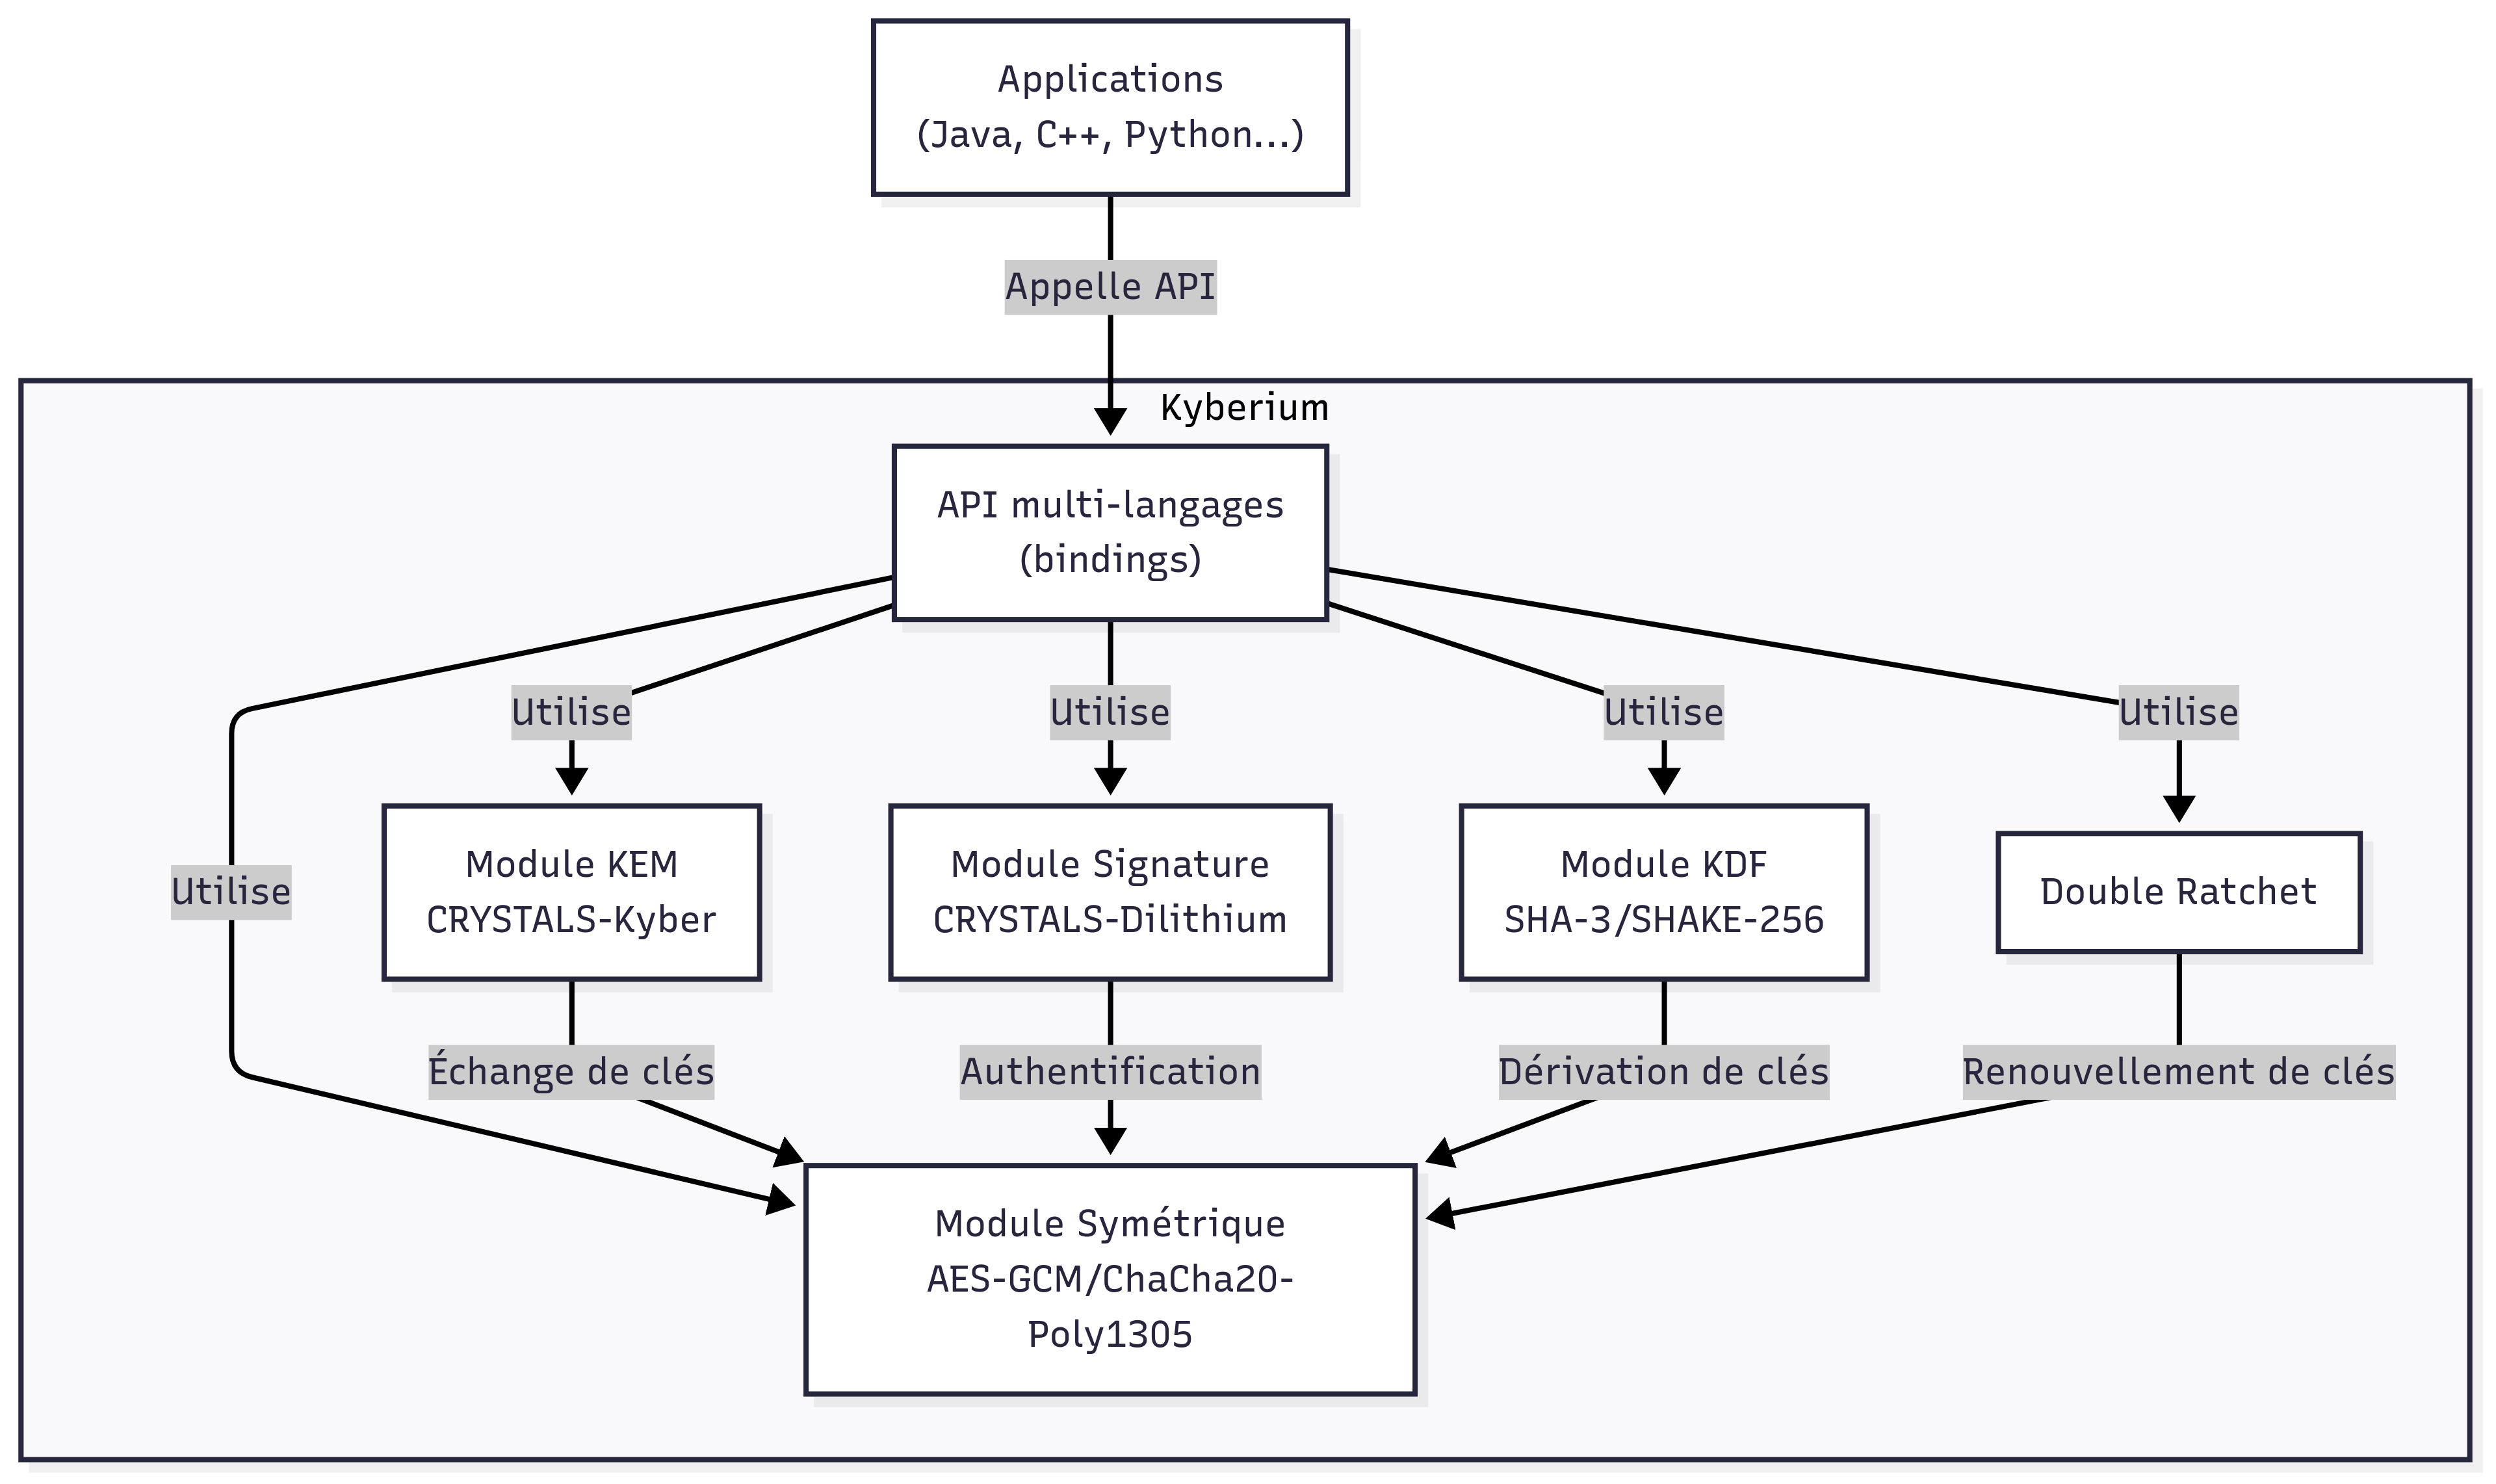 Applications
(Java, C++, Python...)
Appelle API
Kyberium
API multi-langages
(bindings)
Utilise
Utilise
Utilise
Utilise
Utilise
Module KEM
CRYSTALS-Kyber
Module Signature
CRYSTALS-Dilithium
Module KDF
SHA-3/SHAKE-256
Double Ratchet
Échange de clés
Authentification
Dérivation de clés
Renouvellement de clés
Module Symétrique
AES-GCM/ChaCha20-
Poly1305